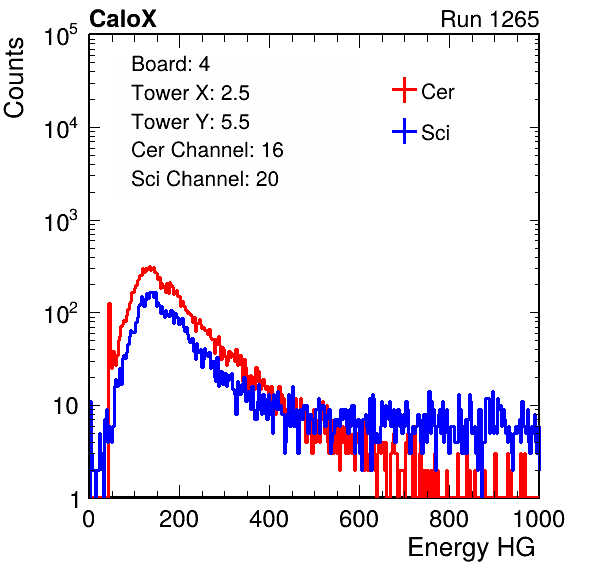 CaloX Run 1265
Counts
Board: 4
Tower X: 2.5
Tower Y: 5.5
Cer Channel: 16
Sci Channel: 20
Cer
Sci
10^5
10^4
10^3
10^2
10
1
0 200 400 600 800 1000
Energy HG